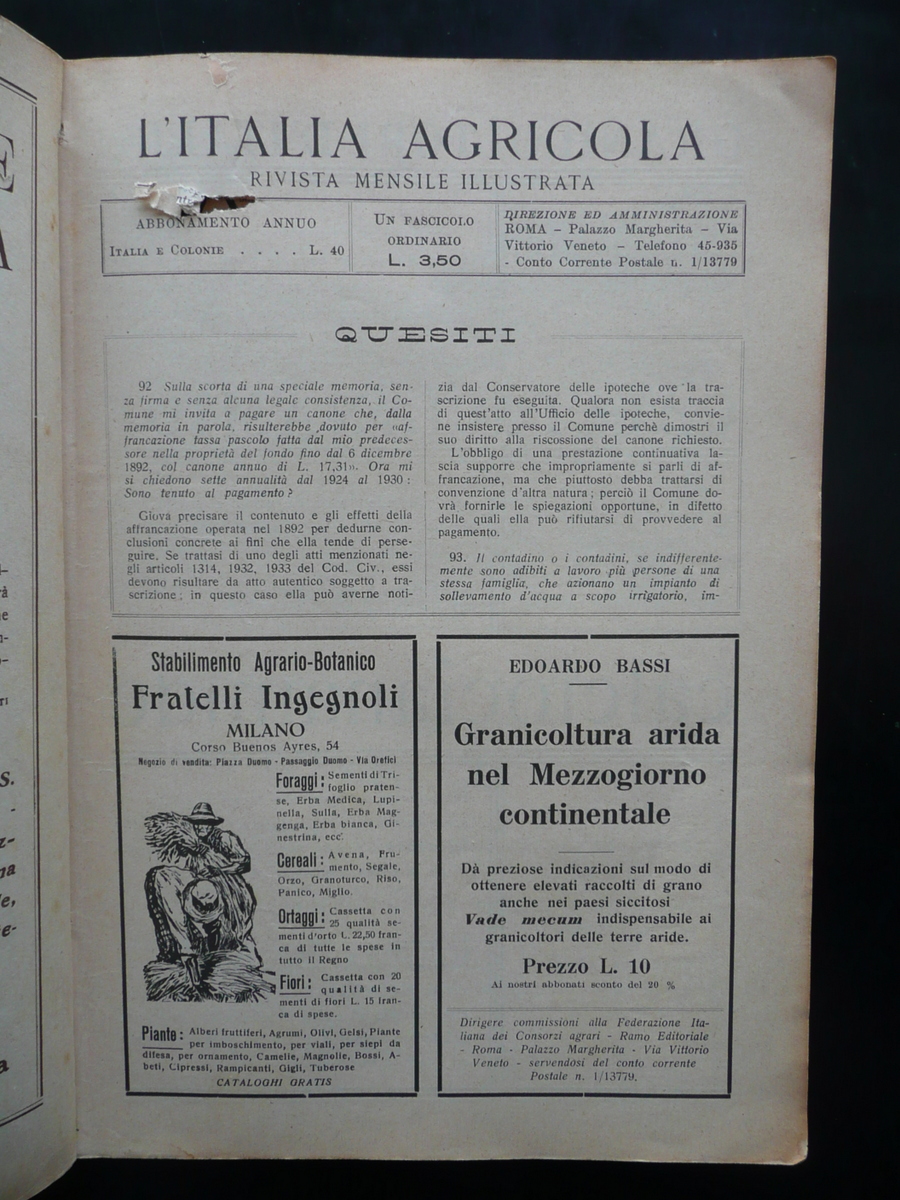 L'ITALIA AGRICOLA
RIVISTA MENSILE ILLUSTRATA
ABBONAMENTO ANNUO
ITALIA E COLONIE . . . . L. 40
UN FASCICOLO
ORDINARIO
L. 3,50
DIREZIONE ED AMMINISTRAZIONE
ROMA – Palazzo Margherita – Via
Vittorio Veneto – Telefono 45-935
- Conto Corrente Postale n. 1/13779
QUESITI
92 Sulla scorta di una speciale memoria, sen-
za firma e senza alcuna legale consistenza, il Co-
mune mi invita a pagare un canone che, dalla
memoria in parola, risulterebbe dovuto per «af-
francazione tassa pascolo fatta dal mio predeces-
sore nella proprietà del fondo fino dal 6 dicembre
1892, col canone annuo di L. 17,31». Ora mi
si chiedono sette annualità dal 1924 al 1930:
Sono tenuto al pagamento?
Giova precisare il contenuto e gli effetti della
affrancazione operata nel 1892 per dedurne con-
clusioni concrete ai fini che ella tende di perse-
guire. Se trattasi di uno degli atti menzionati ne-
gli articoli 1314, 1932, 1933 del Cod. Civ., essi
devono risultare da atto autentico soggetto a tra-
scrizione; in questo caso ella può averne noti-
zia dal Conservatore delle ipoteche ove la tra-
scrizione fu eseguita. Qualora non esista traccia
di quest'atto all'Ufficio delle ipoteche, convie-
ne insistere presso il Comune perchè dimostri il
suo diritto alla riscossione del canone richiesto.
L'obbligo di una prestazione continuativa la-
scia supporre che impropriamente si parli di af-
francazione, ma che piuttosto debba trattarsi di
convenzione d'altra natura; perciò il Comune do-
vrà fornirle le spiegazioni opportune, in difetto
delle quali ella può rifiutarsi di provvedere al
pagamento.
93. Il contadino o i contadini, se indifferente-
mente sono adibiti a lavoro più persone di una
stessa famiglia, che azionano un impianto di
sollevamento d'acqua a scopo irrigatorio, im-
Stabilimento Agrario-Botanico
Fratelli Ingegnoli
MILANO
Corso Buenos Ayres, 54
Negozio di vendita: Piazza Duomo - Passaggio Duomo - Via Orefici
Foraggi: Sementi di Tri-
foglio praten-
se, Erba Medica, Lupi-
nella, Sulla, Erba Mag-
genga, Erba bianca, Gi-
nestrina, ecc.
Cereali: Avena, Fru-
mento, Segale,
Orzo, Granoturco, Riso,
Panico, Miglio.
Ortaggi: Cassetta con
25 qualità se-
menti d'orto L. 22,50 fran-
ca di tutte le spese in
tutto il Regno
Fiori: Cassetta con 20
qualità di se-
menti di fiori L. 15 fran-
ca di spese.
Piante: Alberi fruttiferi, Agrumi, Olivi, Gelsi, Piante
per imboschimento, per viali, per siepi da
difesa, per ornamento, Camelie, Magnolie, Bossi, A-
beti, Cipressi, Rampicanti, Gigli, Tuberose
CATALOGHI GRATIS
EDOARDO BASSI
Granicoltura arida
nel Mezzogiorno
continentale
Dà preziose indicazioni sul modo di
ottenere elevati raccolti di grano
anche nei paesi siccitosi
Vade mecum indispensabile ai
granicoltori delle terre aride.
Prezzo L. 10
Ai nostri abbonati sconto del 20 %
Dirigere commissioni alla Federazione Ita-
liana dei Consorzi agrari - Ramo Editoriale
- Roma - Palazzo Margherita - Via Vittorio
Veneto - servendosi del conto corrente
Postale n. 1/13779.